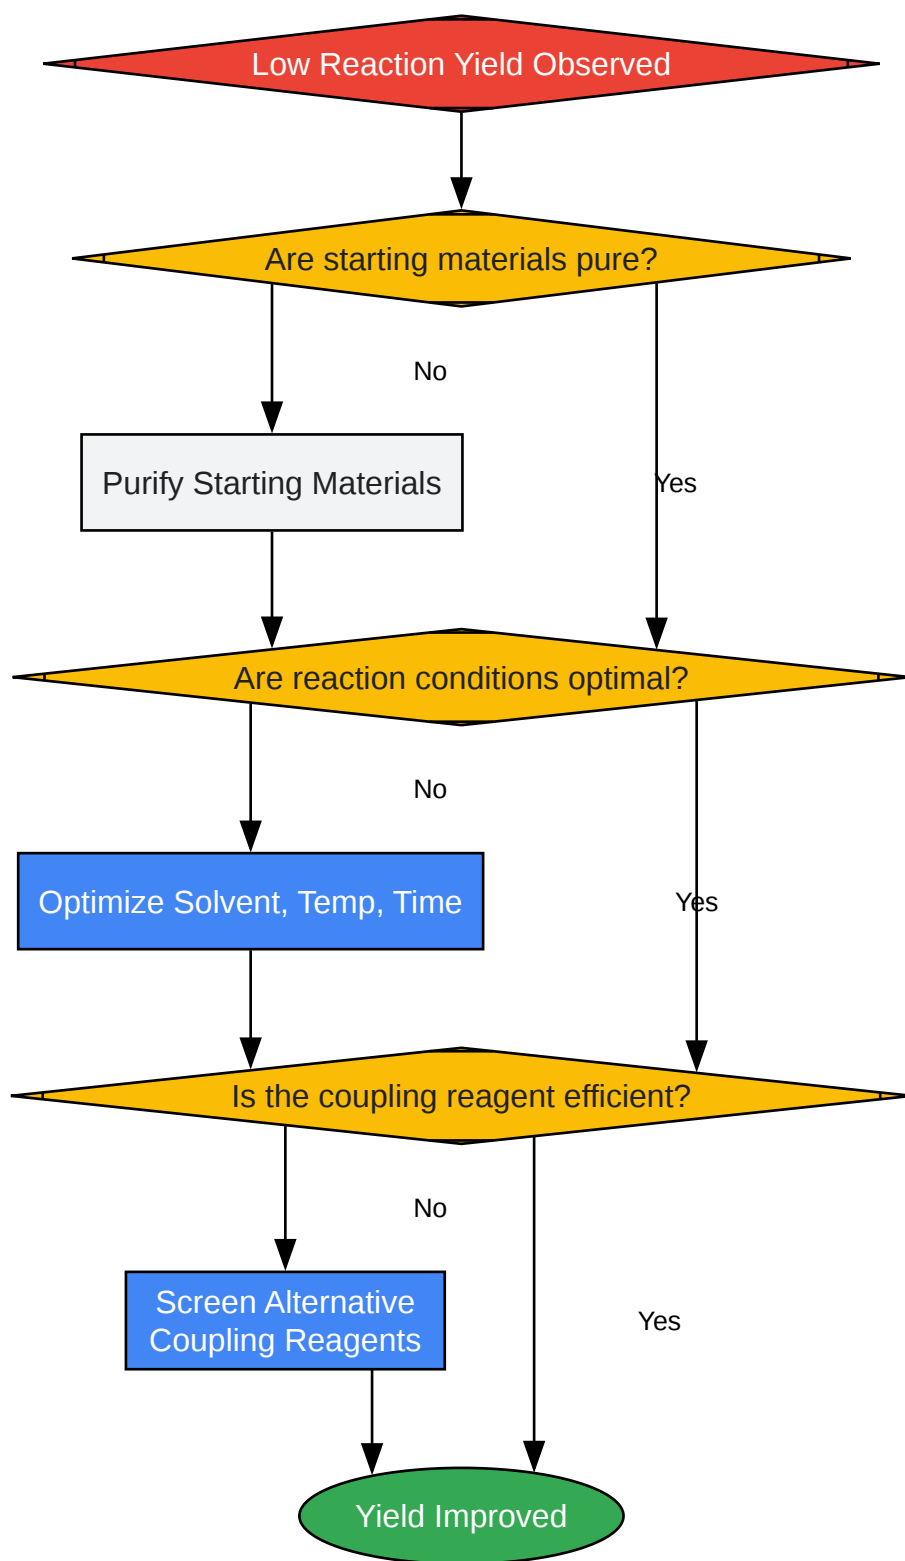 Low Reaction Yield Observed
Are starting materials pure?
No
Purify Starting Materials
Yes
Are reaction conditions optimal?
No
Optimize Solvent, Temp, Time
Yes
Is the coupling reagent efficient?
No
Screen Alternative
Coupling Reagents
Yes
Yield Improved